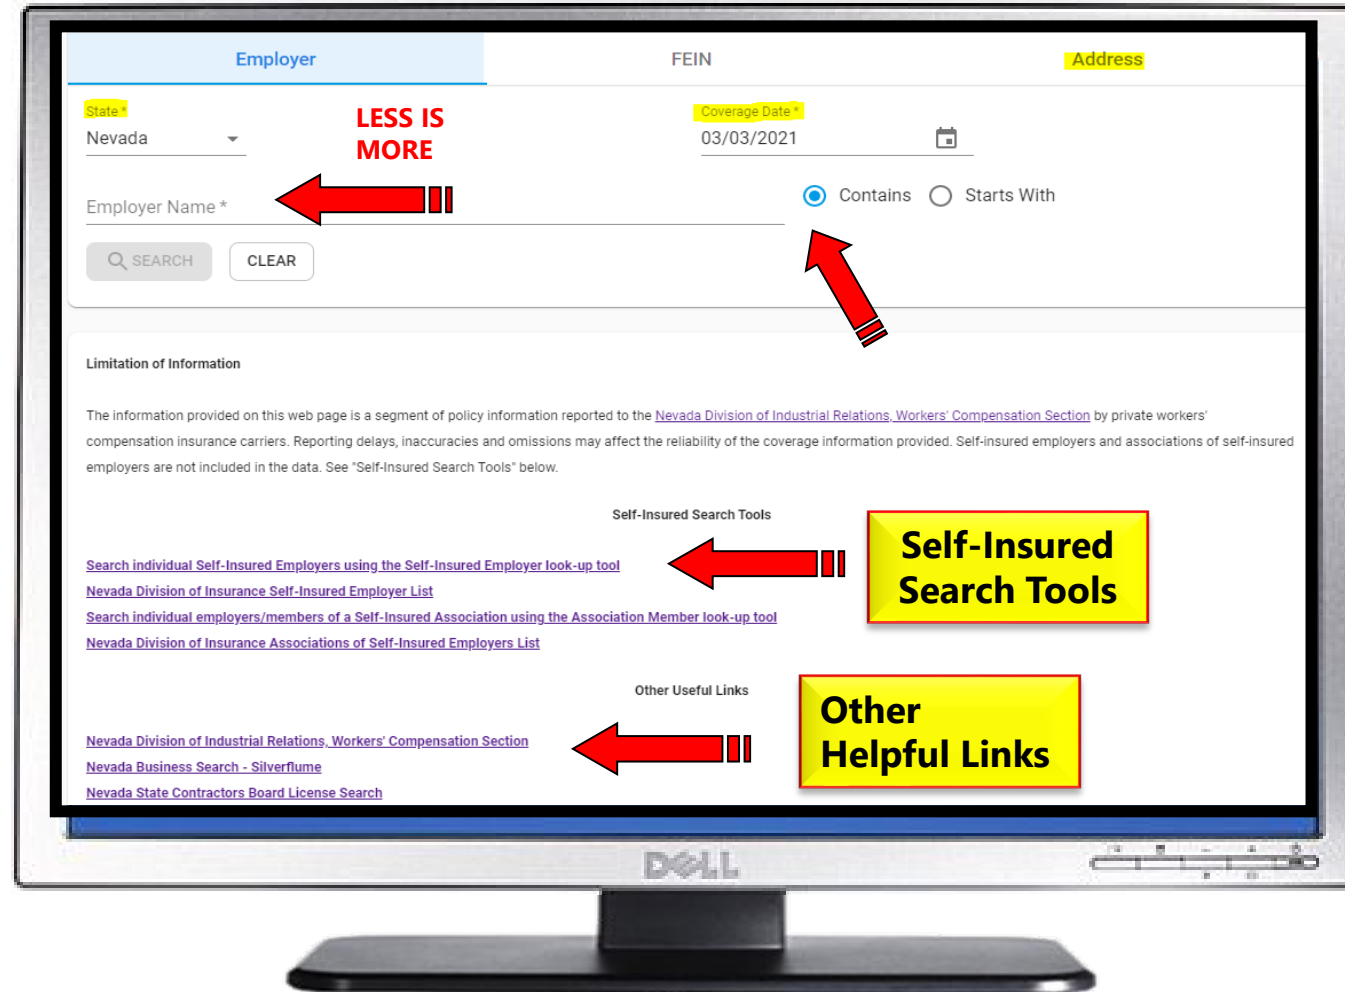 Employer
FEIN
Address
State *
Nevada
LESS IS
MORE
Coverage Date *
03/03/2021
Employer Name *
Contains
Starts With
SEARCH
CLEAR
Limitation of Information
The information provided on this web page is a segment of policy information reported to the Nevada Division of Industrial Relations, Workers' Compensation Section by private workers'
compensation insurance carriers. Reporting delays, inaccuracies and omissions may affect the reliability of the coverage information provided. Self-insured employers and associations of self-insured
employers are not included in the data. See "Self-Insured Search Tools" below.
Self-Insured Search Tools
Search individual Self-Insured Employers using the Self-Insured Employer look-up tool
Nevada Division of Insurance Self-Insured Employer List
Search individual employers/members of a Self-Insured Association using the Association Member look-up tool
Nevada Division of Insurance Associations of Self-Insured Employers List
Self-Insured
Search Tools
Other Useful Links
Nevada Division of Industrial Relations, Workers' Compensation Section
Nevada Business Search - Silverflume
Nevada State Contractors Board License Search
Other
Helpful Links
DELL